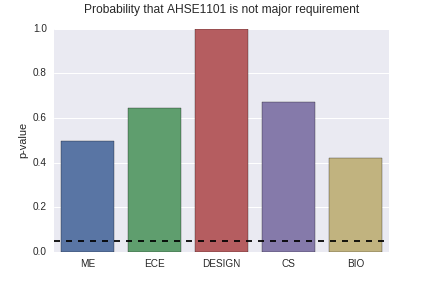 Probability that AHSE1101 is not major requirement
1.0
0.8
0.6
0.4
0.2
0.0
p-value
ME ECE DESIGN CS BIO